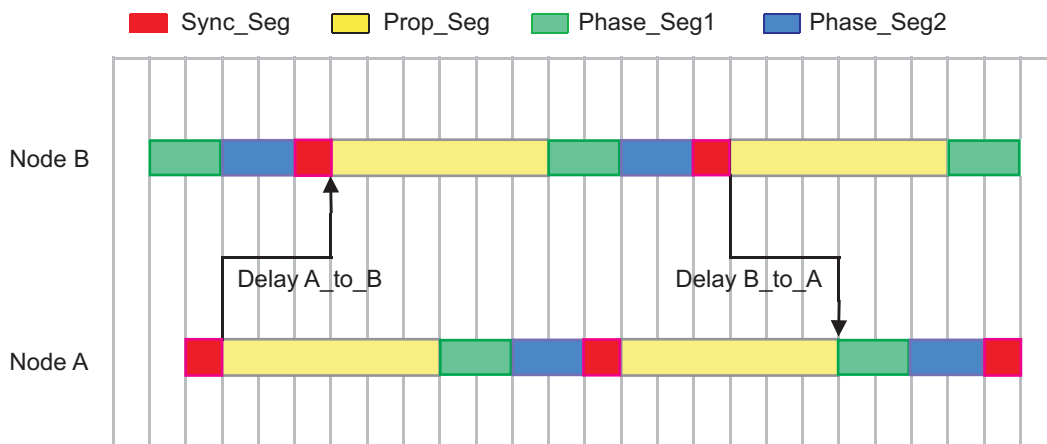 Sync_Seg Prop_Seg Phase_Seg1 Phase_Seg2
Node B
Delay A_to_B Delay B_to_A
Node A